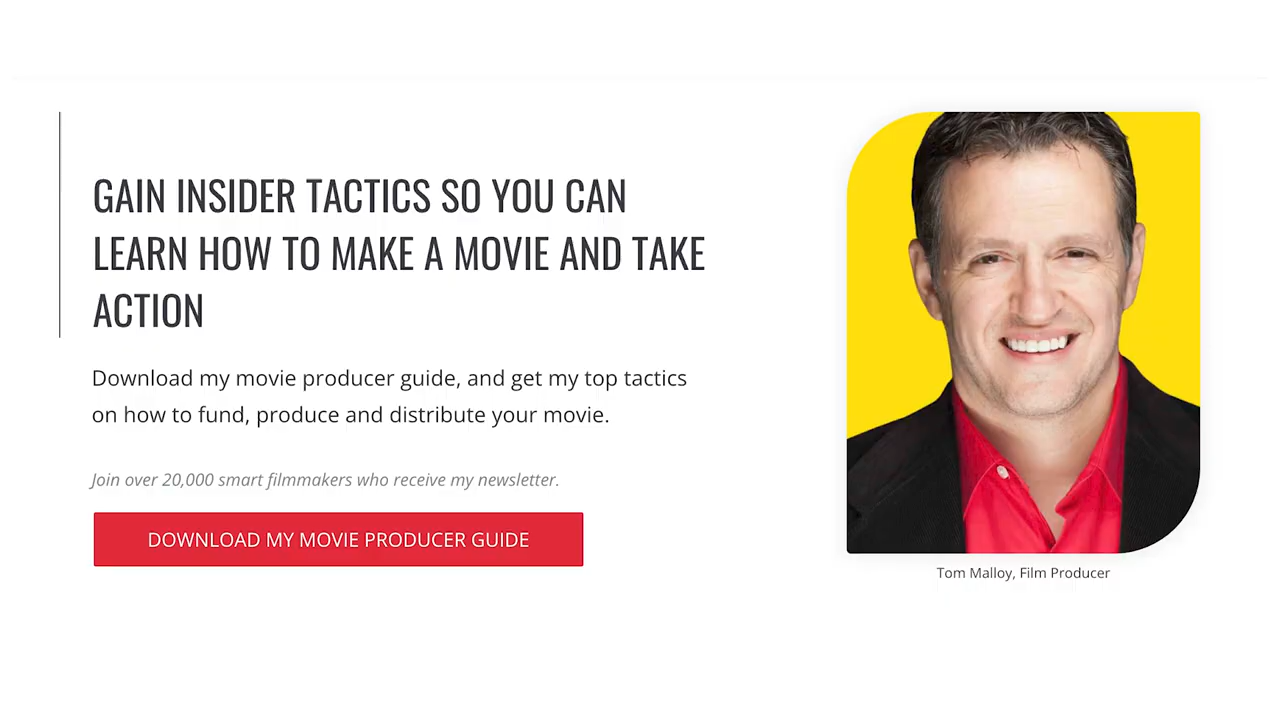 GAIN INSIDER TACTICS SO YOU CAN
LEARN HOW TO MAKE A MOVIE AND TAKE
ACTION
Download my movie producer guide, and get my top tactics
on how to fund, produce and distribute your movie.
Join over 20,000 smart filmmakers who receive my newsletter.
DOWNLOAD MY MOVIE PRODUCER GUIDE
Tom Malloy, Film Producer